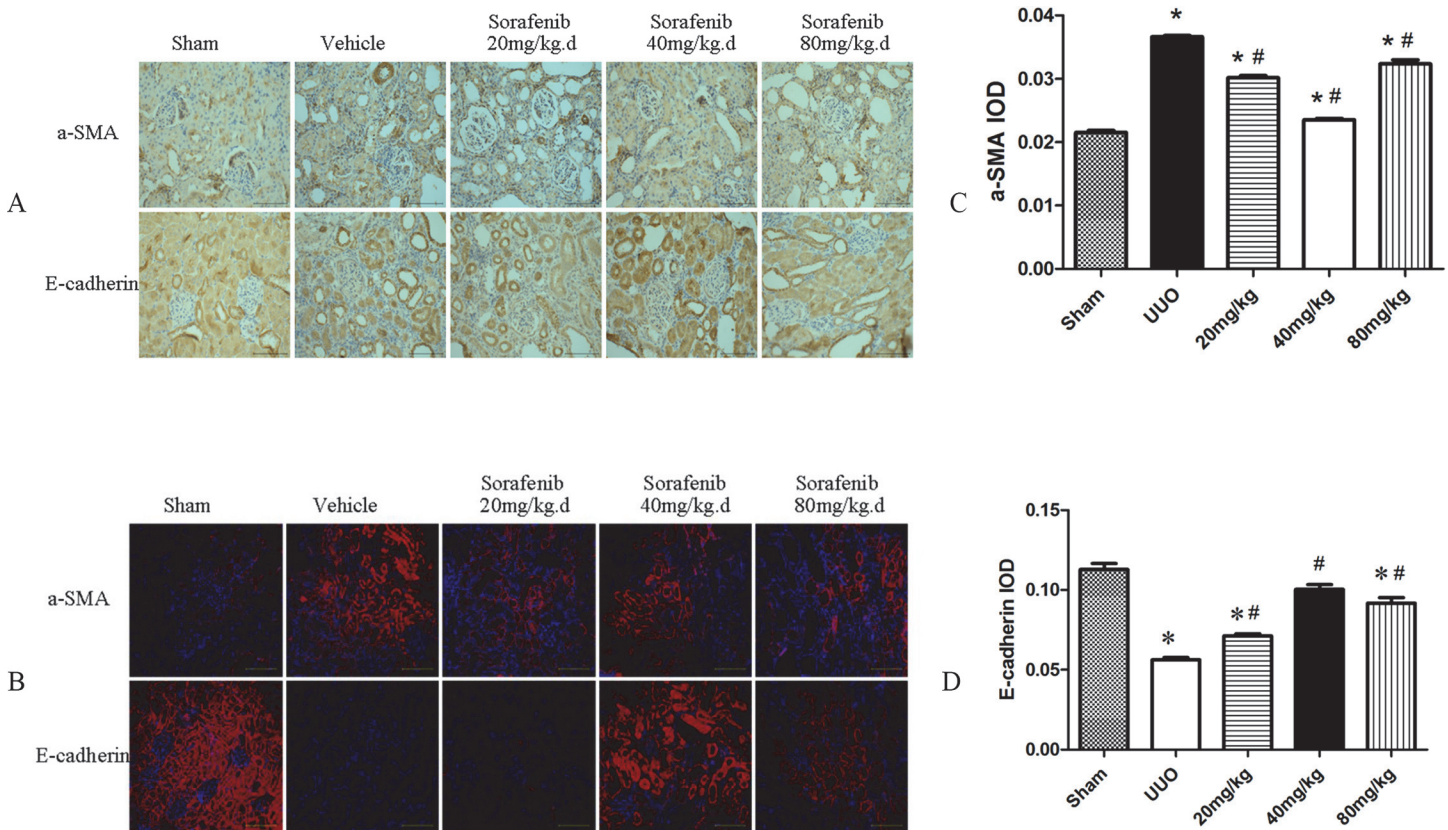 A
Sham
Vehicle
Sorafenib
20mg/kg.d
Sorafenib
40mg/kg.d
Sorafenib
80mg/kg.d
a-SMA
E-cadherin
C
a-SMA IOD
0.04
0.03
0.02
0.01
0.00
*
* #
* #
* #
Sham
UUO
20mg/kg
40mg/kg
80mg/kg
B
Sham
Vehicle
Sorafenib
20mg/kg.d
Sorafenib
40mg/kg.d
Sorafenib
80mg/kg.d
a-SMA
E-cadherin
D
E-cadherin IOD
0.15
0.10
0.05
0.00
*
* #
#
* #
Sham
UUO
20mg/kg
40mg/kg
80mg/kg